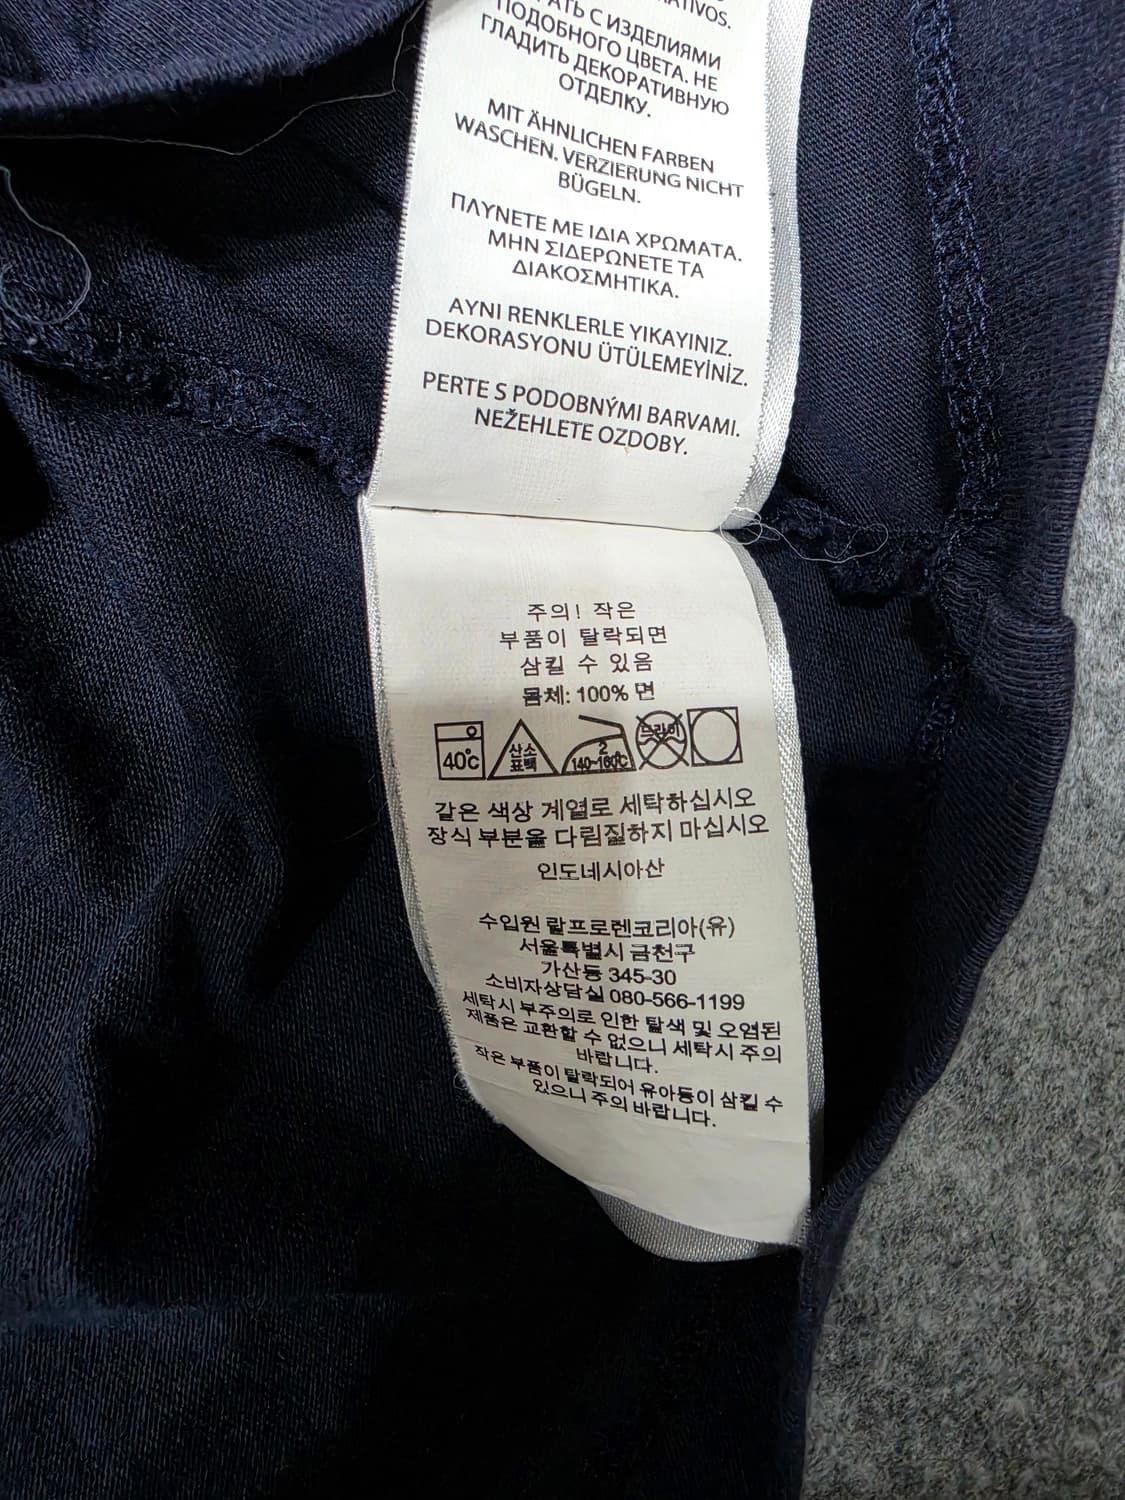 ATIVOS.
РАТЬ С ИЗДЕЛИЯМИ
ПОДОБНОГО ЦВЕТА. НЕ
ГЛАДИТЬ ДЕКОРАТИВНУЮ
ОТДЕЛКУ.
MIT ÄHNLICHEN FARBEN
WASCHEN. VERZIERUNG NICHT
BÜGELN.
ΠΛΥΝΕΤΕ ΜΕ ΙΔΙΑ ΧΡΩΜΑΤΑ.
ΜΗΝ ΣΙΔΕΡΩΝΕΤΕ ΤΑ
ΔΙΑΚΟΣΜΗΤΙΚΑ.
AYNI RENKLERLE YIKAYINIZ.
DEKORASYONU ÜTÜLEMEYİNİZ.
PERTE S PODOBNÝMI BARVAMI.
NEŽEHLETE OZDOBY.
주의! 작은
부품이 탈락되면
삼킬 수 있음
몸체: 100% 면
40℃ 산소 표백 2 140~160℃ 드라이
같은 색상 계열로 세탁하십시오
장식 부분을 다림질하지 마십시오
인도네시아산
수입원 랄프로렌코리아(유)
서울특별시 금천구
가산동 345-30
소비자상담실 080-566-1199
세탁시 부주의로 인한 탈색 및 오염된
제품은 교환할 수 없으니 세탁시 주의
바랍니다.
작은 부품이 탈락되어 유아등이 삼킬 수
있으니 주의 바랍니다.